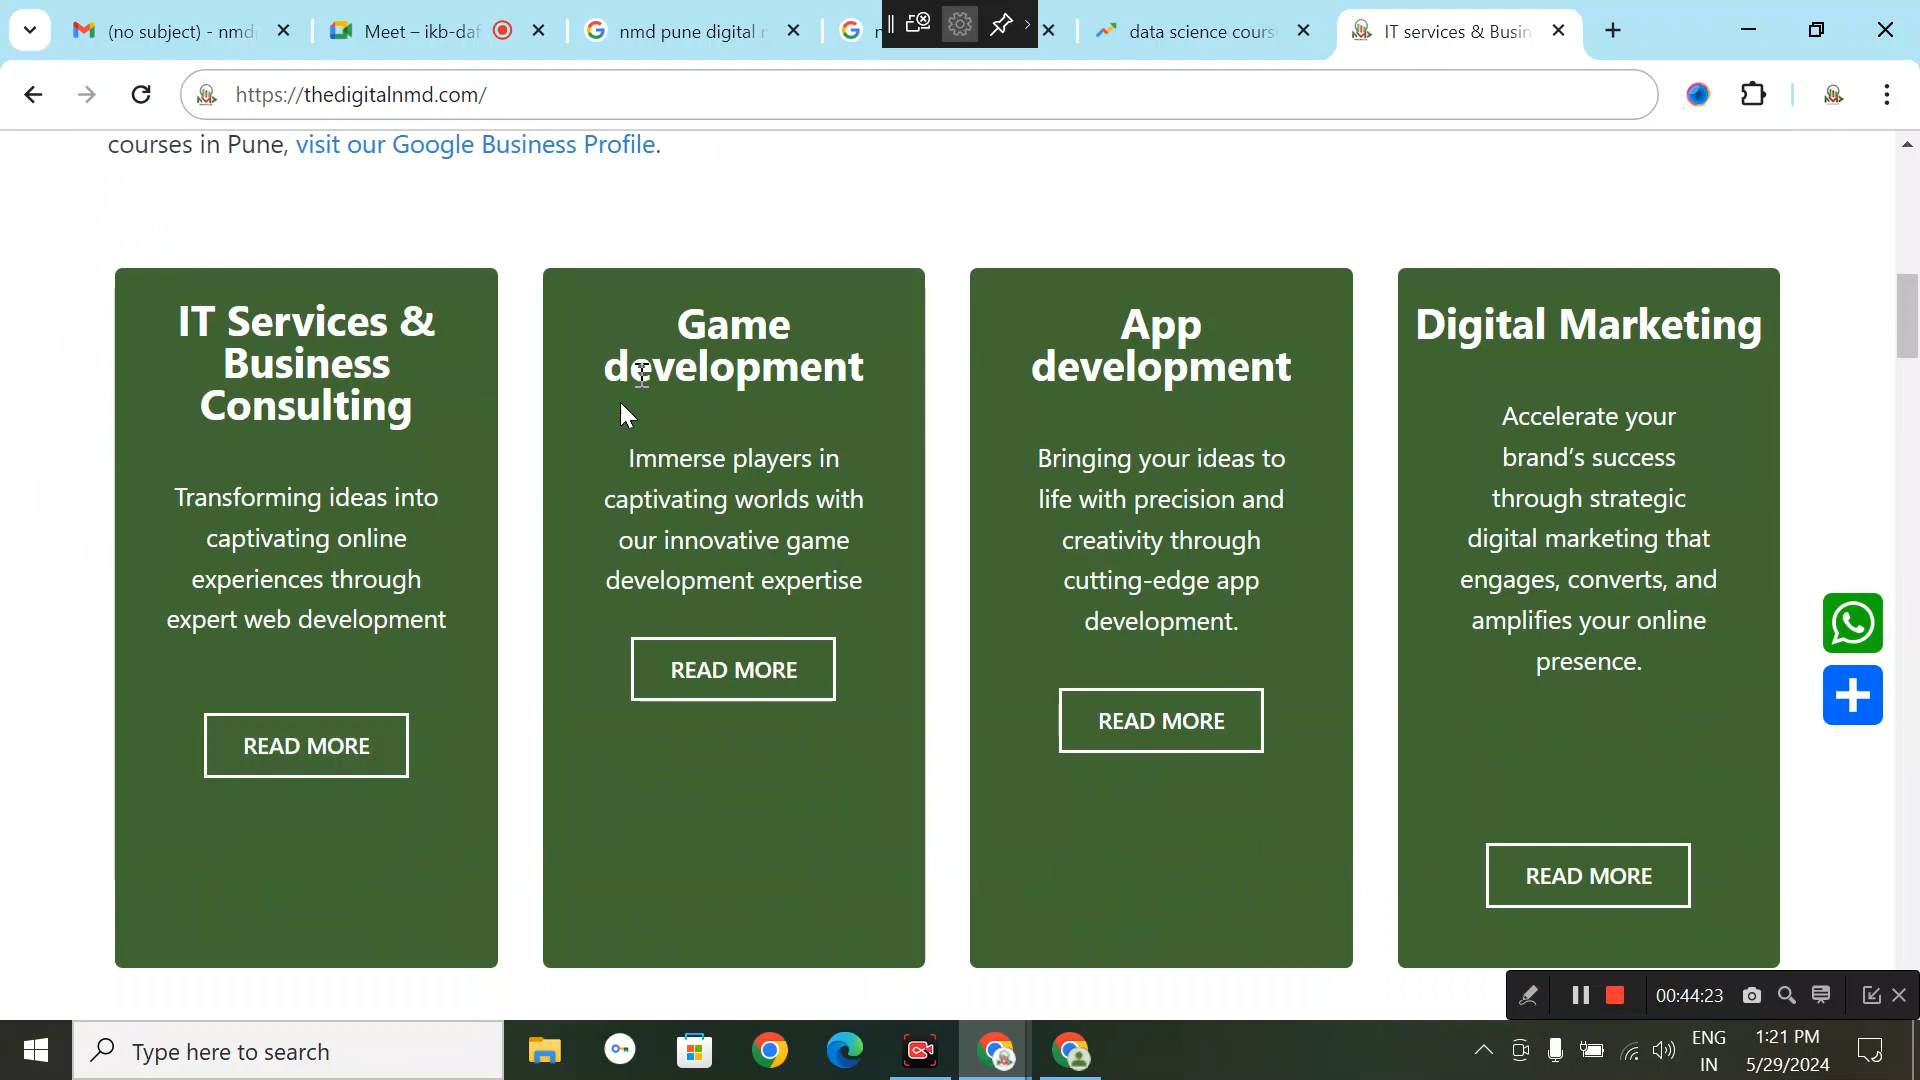 (no subject) - nmd
Meet – ikb-daf
nmd pune digital
data science cours
IT services & Busin
https://thedigitalnmd.com/
courses in Pune, visit our Google Business Profile.
IT Services &
Business
Consulting
Transforming ideas into
captivating online
experiences through
expert web development
READ MORE
Game
development
Immerse players in
captivating worlds with
our innovative game
development expertise
READ MORE
App
development
Bringing your ideas to
life with precision and
creativity through
cutting-edge app
development.
READ MORE
Digital Marketing
Accelerate your
brand's success
through strategic
digital marketing that
engages, converts, and
amplifies your online
presence.
READ MORE
00:44:23
Type here to search
ENG
IN
1:21 PM
5/29/2024